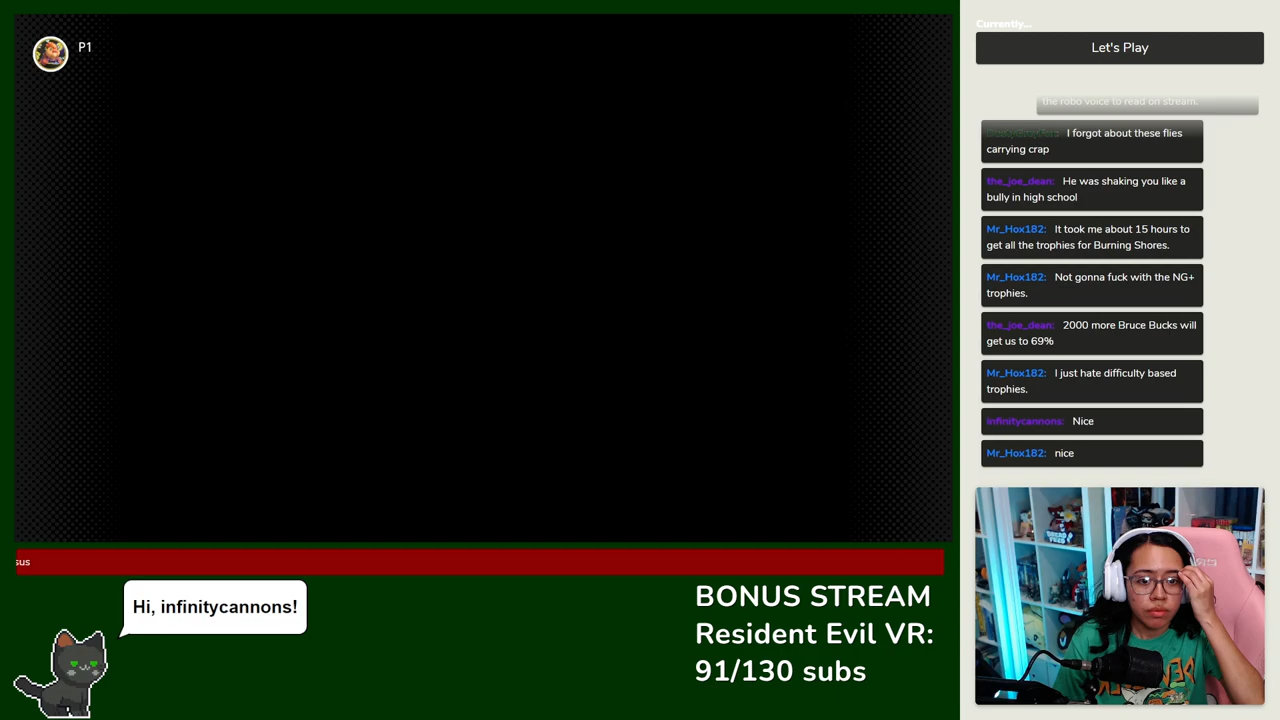 P1
sus
Hi, infinitycannons!
BONUS STREAM
Resident Evil VR:
91/130 subs
Currently...
Let's Play
the robo voice to read on stream.
I forgot about these flies
carrying crap
the_joe_dean: He was shaking you like a
bully in high school
Mr_Hox182: It took me about 15 hours to
get all the trophies for Burning Shores.
Mr_Hox182: Not gonna fuck with the NG+
trophies.
the_joe_dean: 2000 more Bruce Bucks will
get us to 69%
Mr_Hox182: I just hate difficulty based
trophies.
infinitycannons: Nice
Mr_Hox182: nice